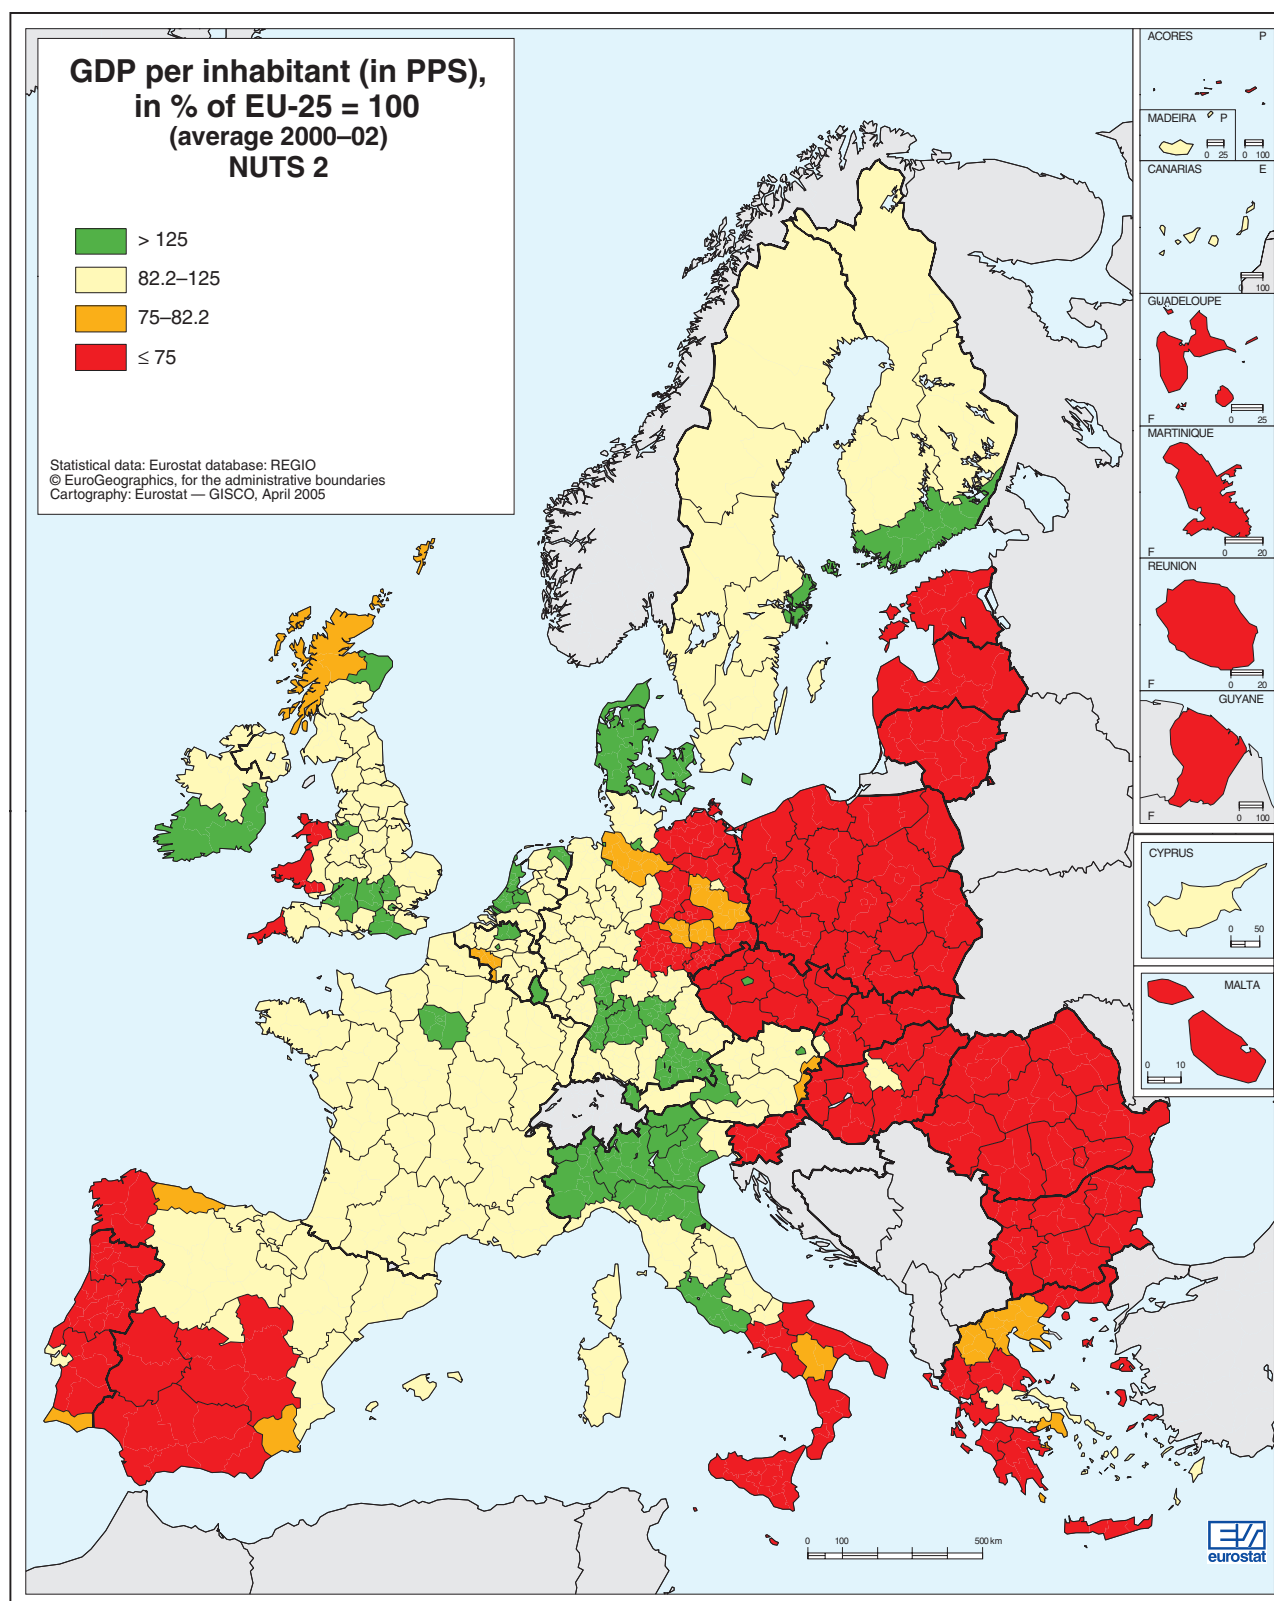 GDP per inhabitant (in PPS),
in % of EU-25 = 100
(average 2000–02)
NUTS 2
> 125
82.2–125
75–82.2
≤ 75
Statistical data: Eurostat database: REGIO
© EuroGeographics, for the administrative boundaries
Cartography: Eurostat — GISCO, April 2005
ACORES P
MADEIRA P
0 25 0 100
CANARIAS E
0 100
GUADELOUPE
F 0 25
MARTINIQUE
F 0 20
REUNION
F 0 20
GUYANE
F 0 100
CYPRUS
0 50
MALTA
0 10
0 100 500 km
eurostat